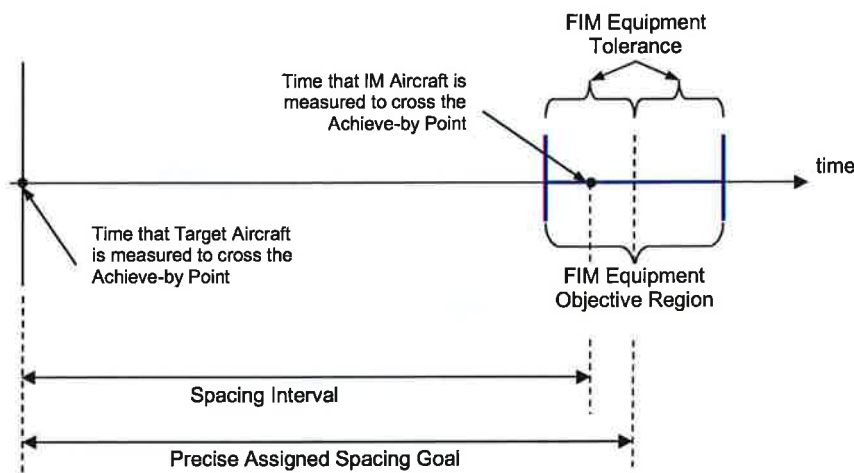 FIM Equipment
Tolerance
Time that IM Aircraft is
measured to cross the
Achieve-by Point
time
Time that Target Aircraft
is measured to cross the
Achieve-by Point
FIM Equipment
Objective Region
Spacing Interval
Precise Assigned Spacing Goal